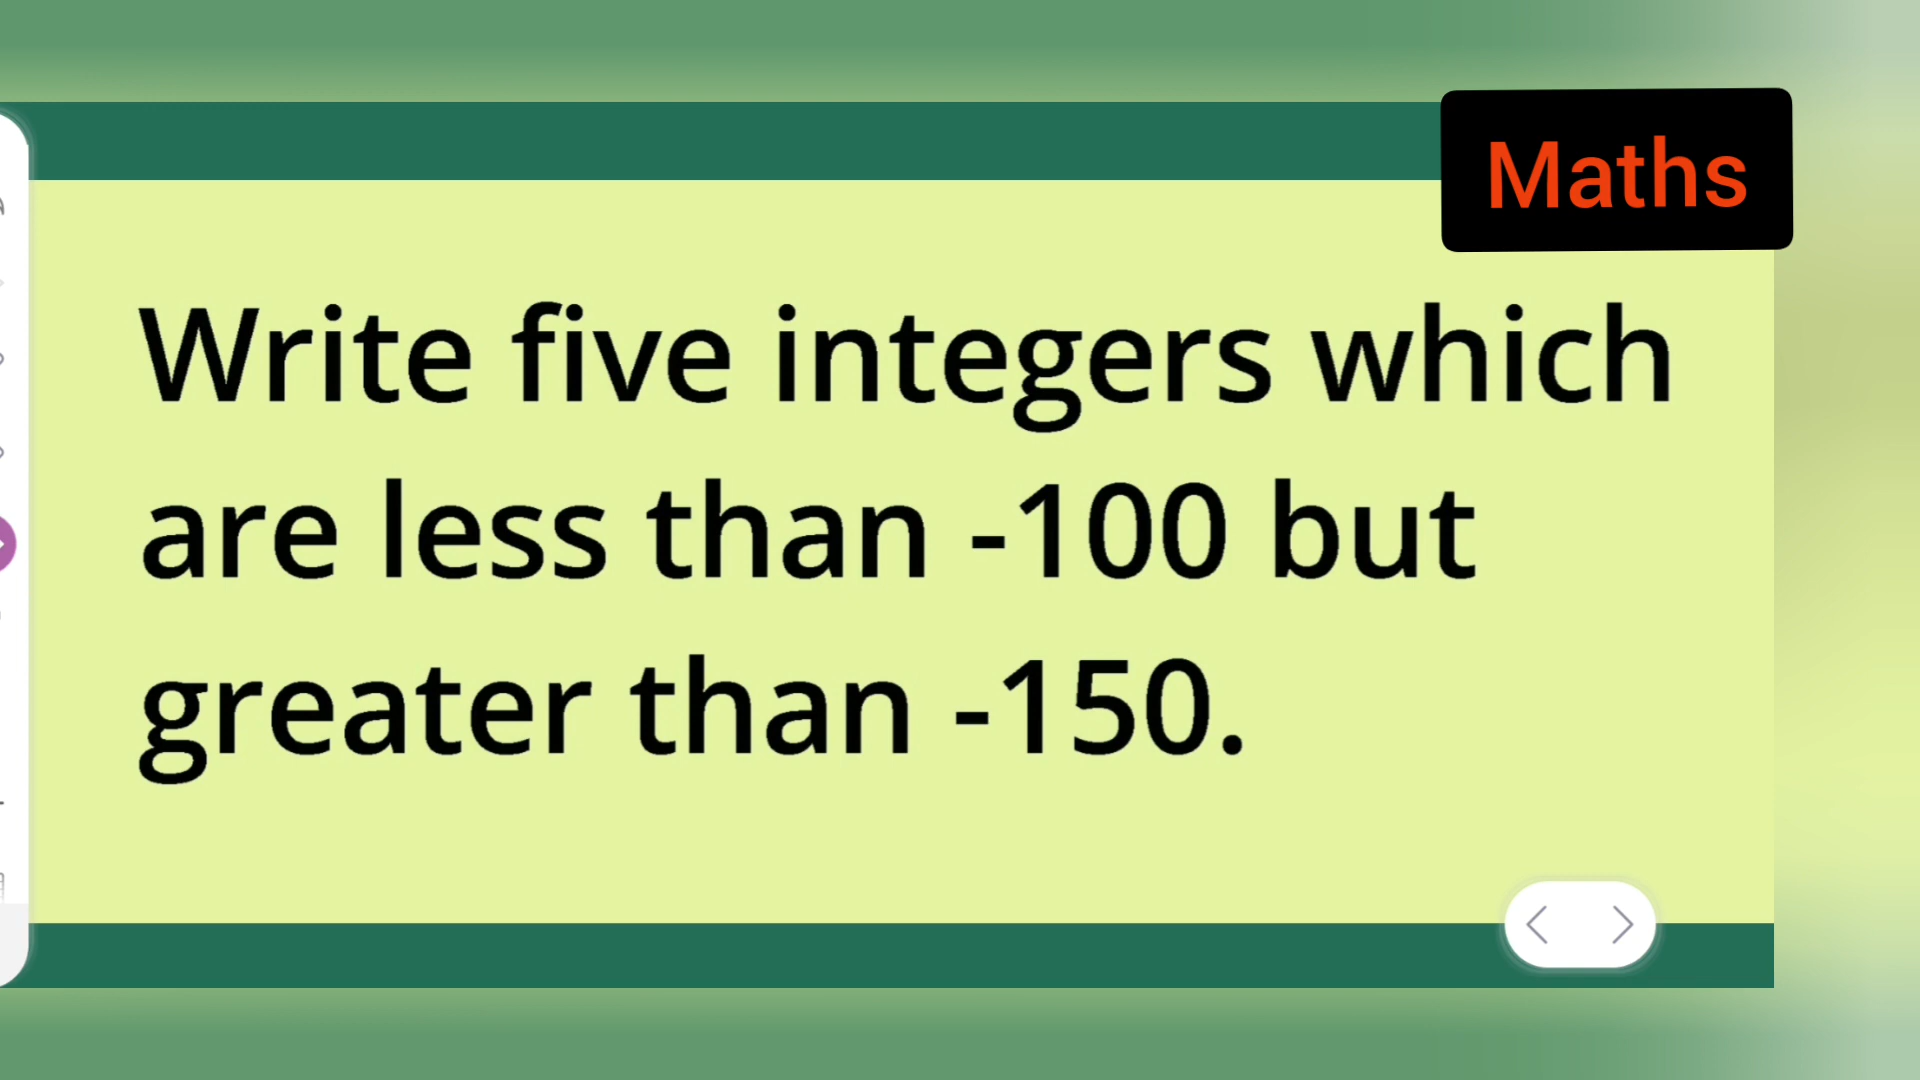 Maths
Write five integers which
are less than -100 but
greater than -150.